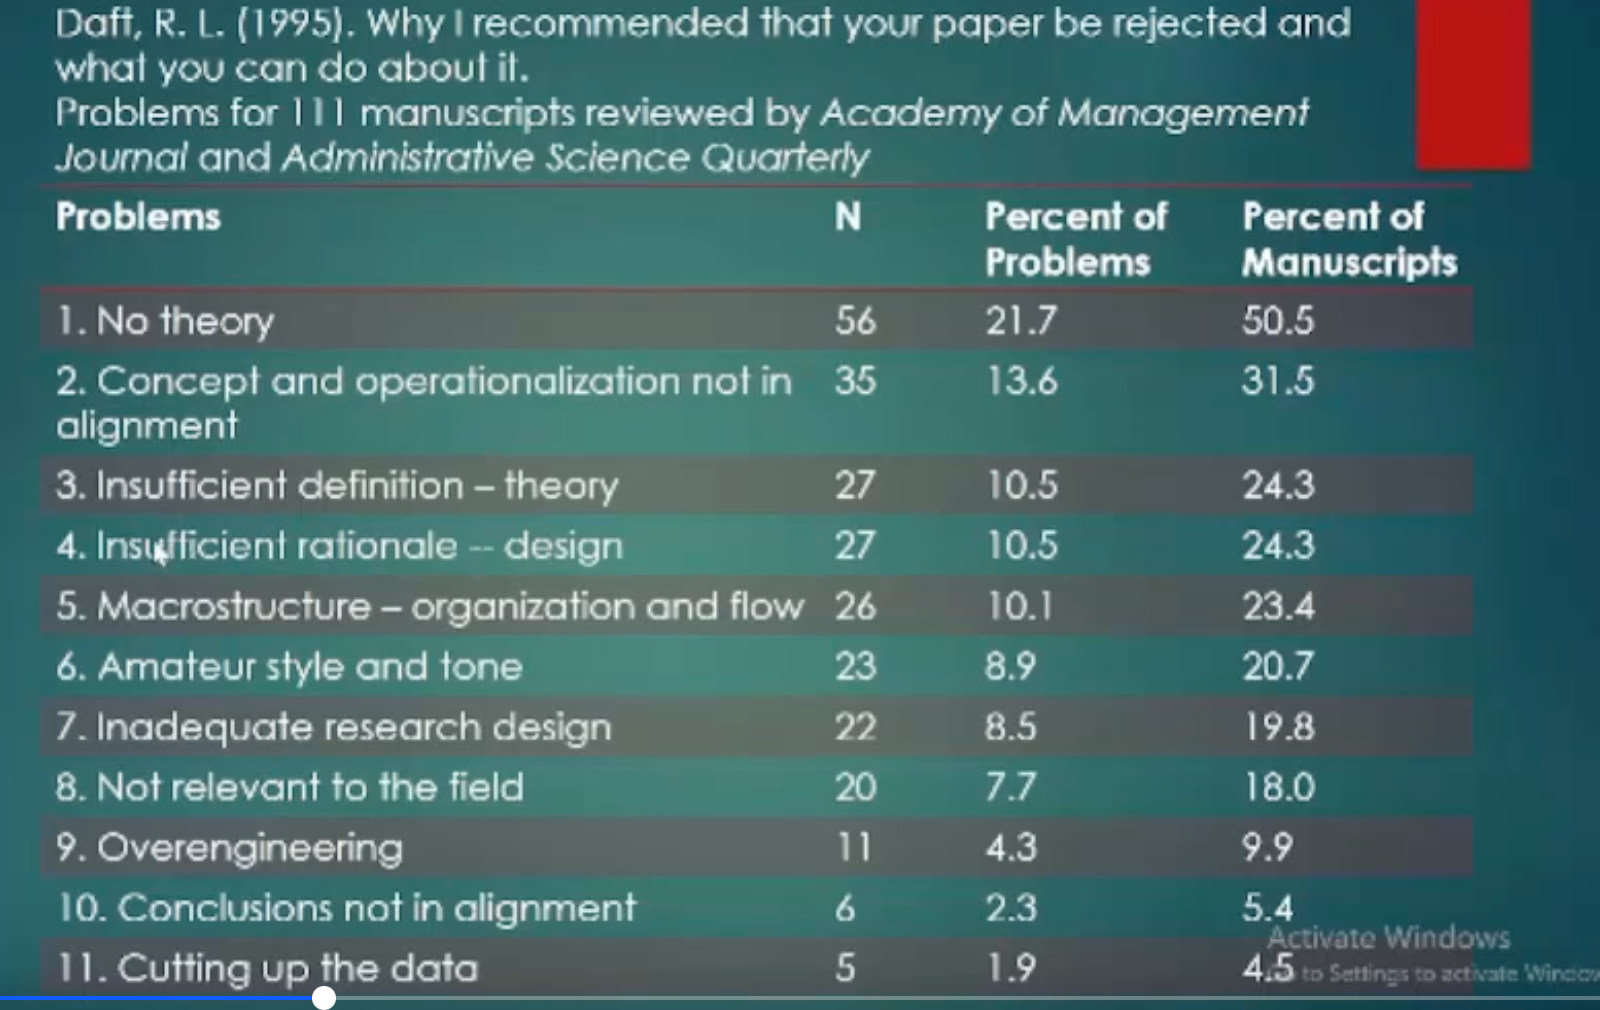 Daft, R. L. (1995). Why I recommended that your paper be rejected and
what you can do about it.
Problems for 111 manuscripts reviewed by Academy of Management
Journal and Administrative Science Quarterly
Problems N Percent of Problems Percent of Manuscripts
1. No theory 56 21.7 50.5
2. Concept and operationalization not in alignment 35 13.6 31.5
3. Insufficient definition – theory 27 10.5 24.3
4. Insufficient rationale -- design 27 10.5 24.3
5. Macrostructure – organization and flow 26 10.1 23.4
6. Amateur style and tone 23 8.9 20.7
7. Inadequate research design 22 8.5 19.8
8. Not relevant to the field 20 7.7 18.0
9. Overengineering 11 4.3 9.9
10. Conclusions not in alignment 6 2.3 5.4
11. Cutting up the data 5 1.9 4.5
Activate Windows
to Settings to activate Window